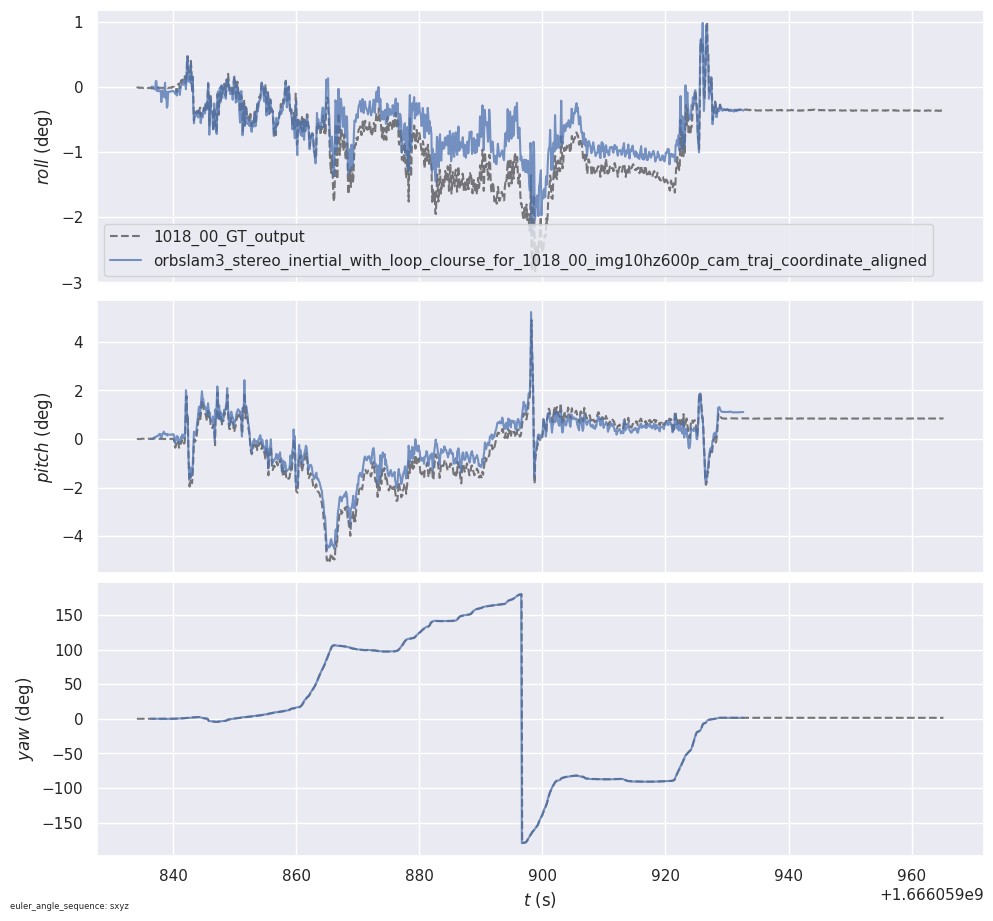 1
0
−1
−2
−3
roll (deg)
1018_00_GT_output
orbslam3_stereo_inertial_with_loop_clourse_for_1018_00_img10hz600p_cam_traj_coordinate_aligned
4
2
0
−2
−4
pitch (deg)
150
100
50
0
−50
−100
−150
yaw (deg)
840 860 880 900 920 940 960
+1.666059e9
t (s)
euler_angle_sequence: sxyz